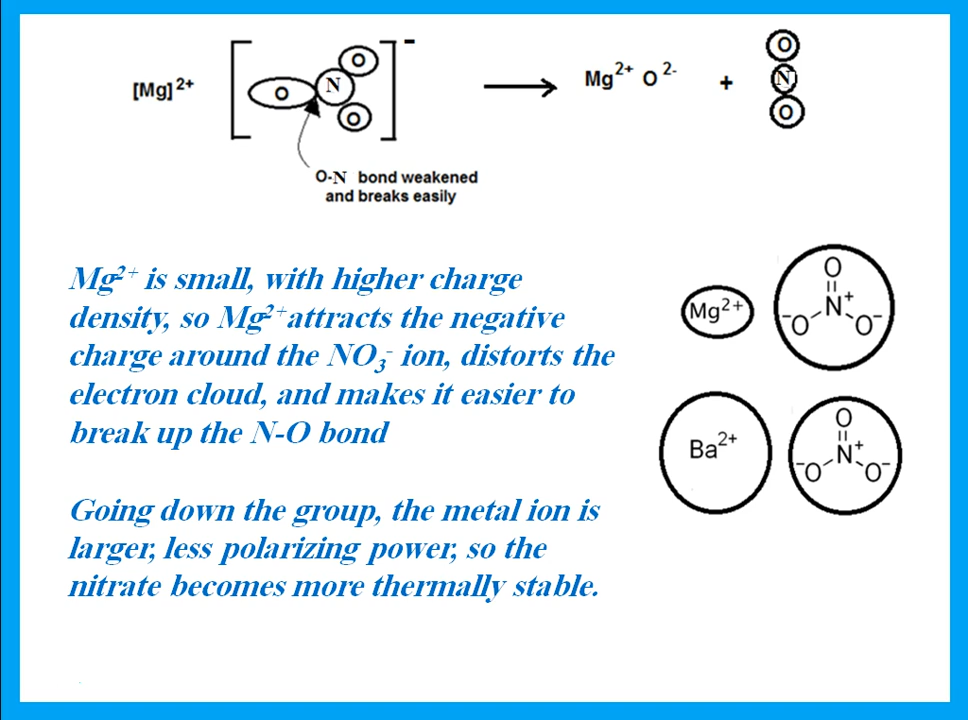 [Mg]²⁺ [ O N O O ]⁻ → Mg²⁺ O²⁻ + O N O
O-N bond weakened
and breaks easily
Mg²⁺ is small, with higher charge
density, so Mg²⁺attracts the negative
charge around the NO₃⁻ ion, distorts the
electron cloud, and makes it easier to
break up the N-O bond
Going down the group, the metal ion is
larger, less polarizing power, so the
nitrate becomes more thermally stable.
Mg²⁺
O
N⁺
⁻O O⁻
Ba²⁺
O
N⁺
⁻O O⁻